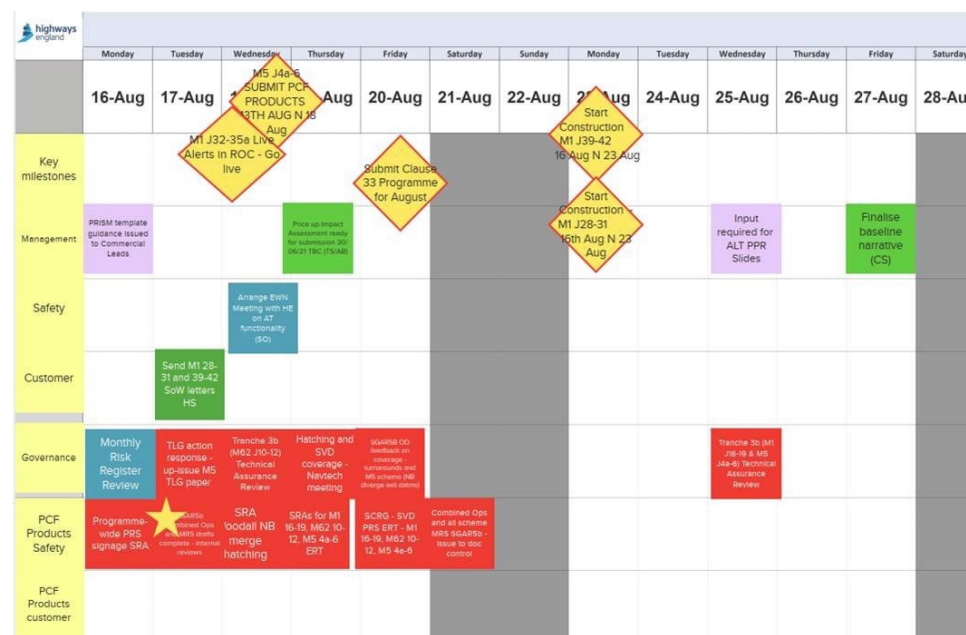 highways
england
Monday
Tuesday
Wednesday
Thursday
Friday
Saturday
Sunday
Monday
Tuesday
Wednesday
Thursday
Friday
Saturday
16-Aug
17-Aug
Aug
20-Aug
21-Aug
22-Aug
24-Aug
25-Aug
26-Aug
27-Aug
28-Au
M5 J4a-6
SUBMIT PCF
PRODUCTS
13TH AUG N 18
Aug
Key
milestones
M1 J32-35a Live
Alerts in ROC - Go
live
Submit Clause
33 Programme
for August
Start
Construction
M1 J39-42
16 Aug N 23 Aug
Start
Construction -
M1 J28-31
16th Aug N 23
Aug
Management
PRISM template
guidance issued
to Commercial
Leads
Price up Impact
Assessment ready
for submission 30/
06/21 TBC (TS/AB)
Input
required for
ALT PPR
Slides
Finalise
baseline
narrative
(CS)
Safety
Arrange EWN
Meeting with HE
on AT
functionality
(SO)
Customer
Send M1 28-
31 and 39-42
SoW letters
HS
Governance
Monthly
Risk
Register
Review
TLG action
response -
up-issue M5
TLG paper
Tranche 3b
(M62 J10-12)
Technical
Assurance
Review
Hatching and
SVD
coverage -
Navtech
meeting
SGAR5B OD
feedback on
coverage -
turnarounds and
M5 scheme (NB
diverge exit datms)
Tranche 3b (M1
J16-19 & M5
J4a-6) Technical
Assurance
Review
PCF
Products
Safety
Programme-
wide PRS
signage SRA
Combined Ops
and MRS drafts
complete - internal
reviews
SRA
oodall NB
merge
hatching
SRAs for M1
16-19, M62 10-
12, M5 4a-6
ERT
SCRG - SVD
PRS ERT - M1
16-19, M62 10-
12, M5 4a-6
Combined Ops
and all scheme
MRS SGAR5b -
issue to doc
control
PCF
Products
customer